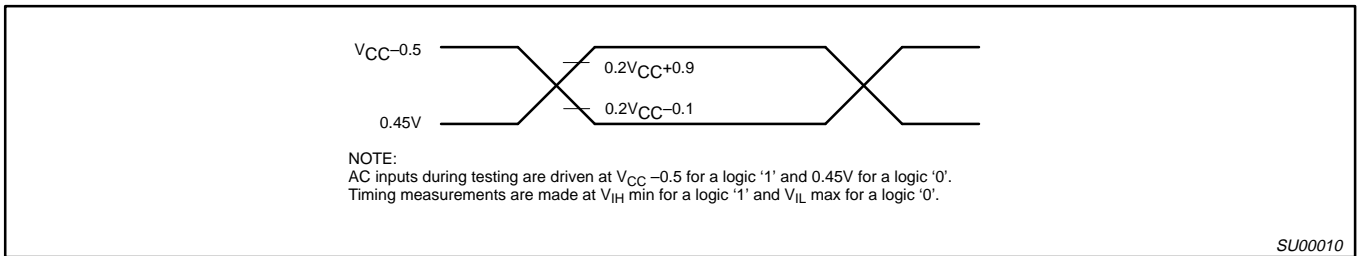 VCC–0.5
0.2VCC+0.9
0.2VCC–0.1
0.45V
NOTE:
AC inputs during testing are driven at VCC –0.5 for a logic ‘1’ and 0.45V for a logic ‘0’.
Timing measurements are made at VIH min for a logic ‘1’ and VIL max for a logic ‘0’.
SU00010